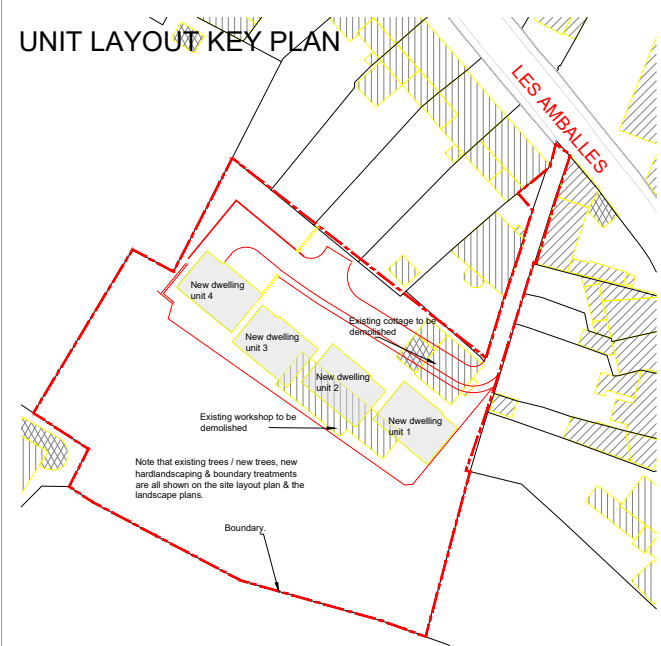 UNIT LAYOUT KEY PLAN
LES AMBALLES
New dwelling
unit 4
Existing cottage to be
demolished
New dwelling
unit 3
New dwelling
unit 2
Existing workshop to be
demolished
New dwelling
unit 1
Note that existing trees / new trees, new
hardlandscaping & boundary treatments
are all shown on the site layout plan & the
landscape plans.
Boundary.